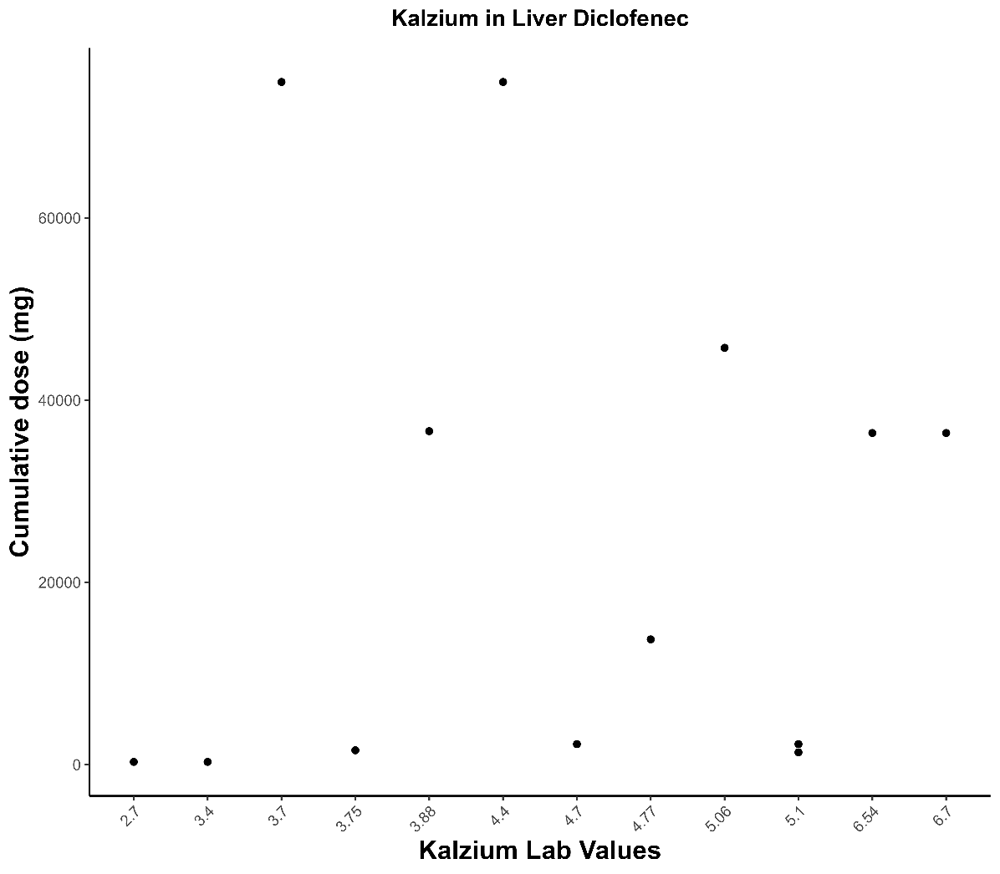 Kalzium in Liver Diclofenec
Cumulative dose (mg)
60000
40000
20000
0
2.7 3.4 3.7 3.75 3.88 4.4 4.7 4.77 5.06 5.1 6.54 6.7
Kalzium Lab Values